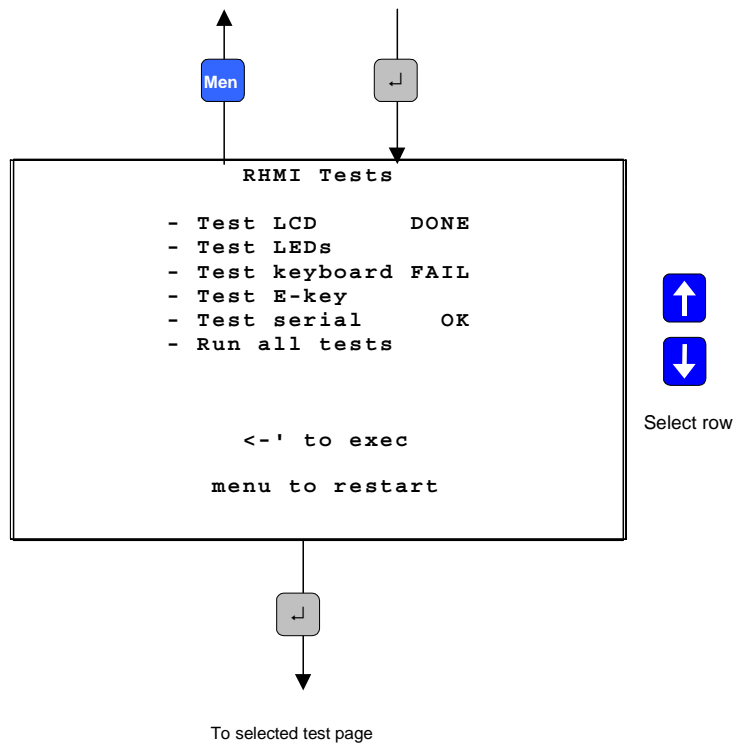 Men
↵
RHMI Tests
- Test LCD DONE
- Test LEDs
- Test keyboard FAIL
- Test E-key
- Test serial OK
- Run all tests
<-' to exec
menu to restart
Select row
↵
To selected test page